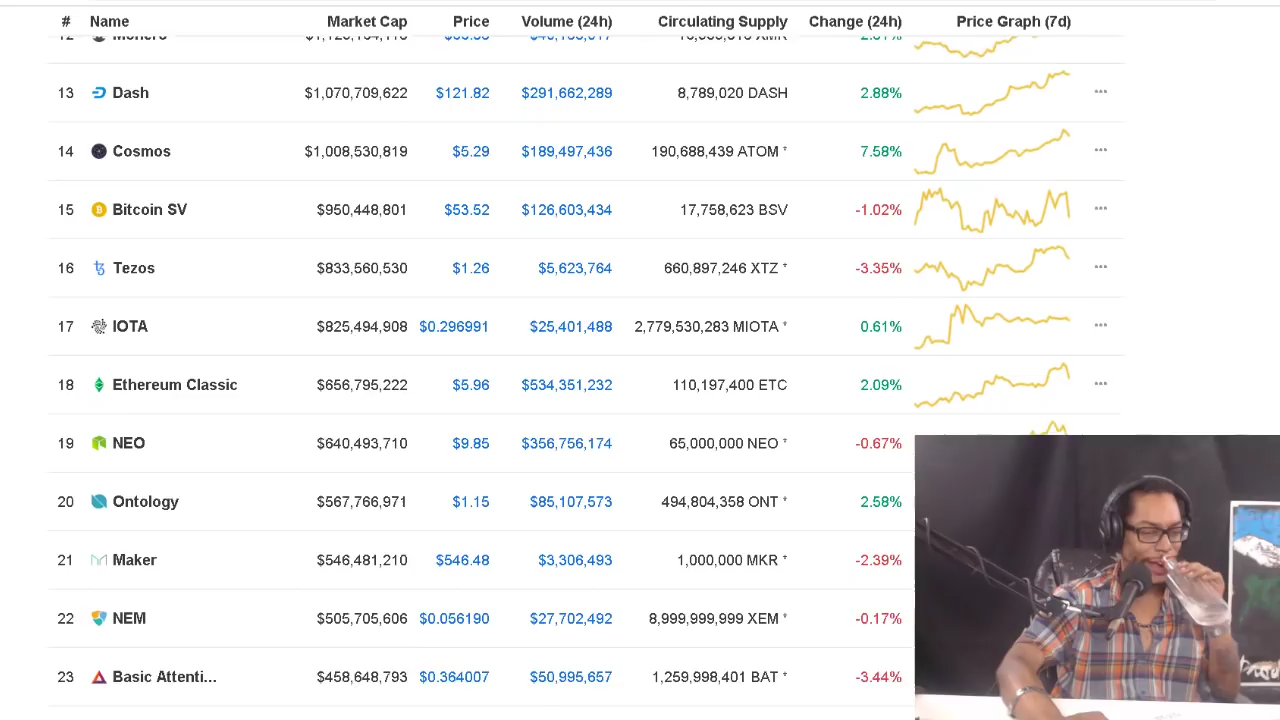 # Name Market Cap Price Volume (24h) Circulating Supply Change (24h) Price Graph (7d)
12 Monero
13 Dash $1,070,709,622 $121.82 $291,662,289 8,789,020 DASH 2.88%
14 Cosmos $1,008,530,819 $5.29 $189,497,436 190,688,439 ATOM * 7.58%
15 Bitcoin SV $950,448,801 $53.52 $126,603,434 17,758,623 BSV -1.02%
16 Tezos $833,560,530 $1.26 $5,623,764 660,897,246 XTZ * -3.35%
17 IOTA $825,494,908 $0.296991 $25,401,488 2,779,530,283 MIOTA * 0.61%
18 Ethereum Classic $656,795,222 $5.96 $534,351,232 110,197,400 ETC 2.09%
19 NEO $640,493,710 $9.85 $356,756,174 65,000,000 NEO * -0.67%
20 Ontology $567,766,971 $1.15 $85,107,573 494,804,358 ONT * 2.58%
21 Maker $546,481,210 $546.48 $3,306,493 1,000,000 MKR * -2.39%
22 NEM $505,705,606 $0.056190 $27,702,492 8,999,999,999 XEM * -0.17%
23 Basic Attenti... $458,648,793 $0.364007 $50,995,657 1,259,998,401 BAT * -3.44%